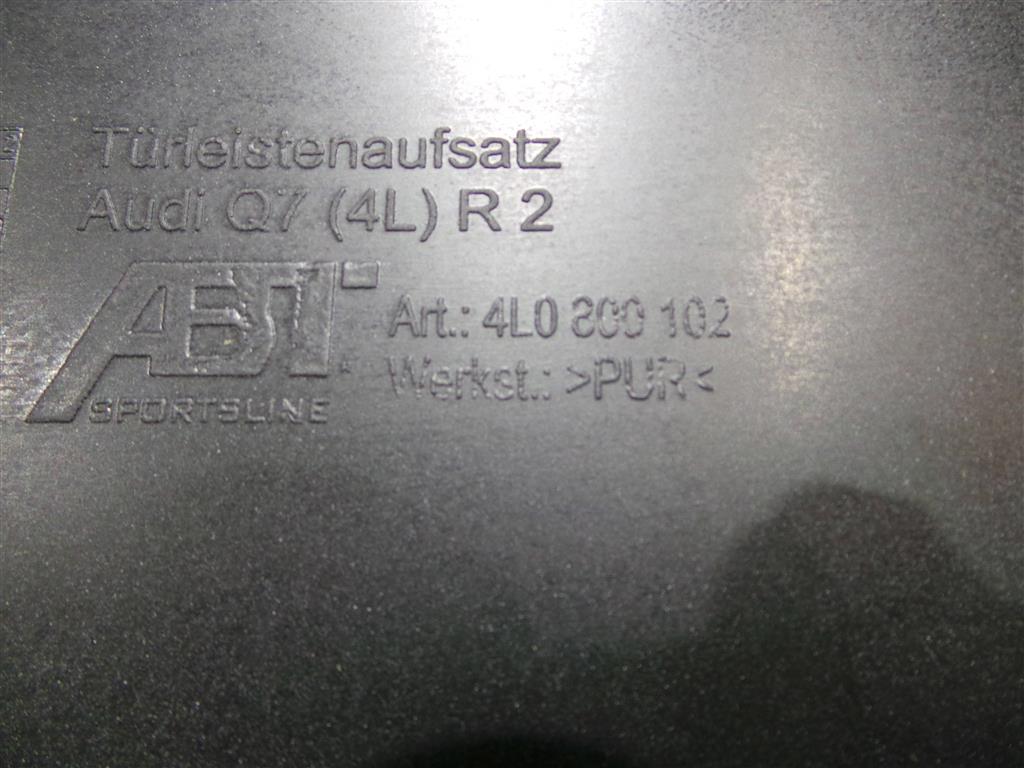 Türleistenaufsatz
Audi Q7 (4L) R 2
ABT
SPORTSLINE
Art.: 4L0 800 102
Werkst.: >PUR<